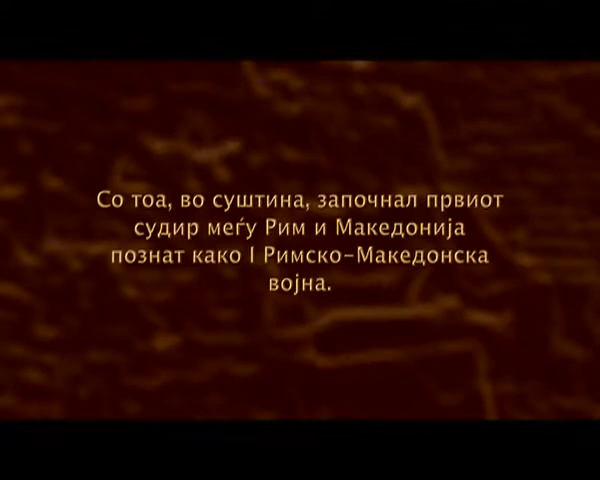 Со тоа, во суштина, започнал првиот
судир меѓу Рим и Македонија
познат како I Римско-Македонска
војна.